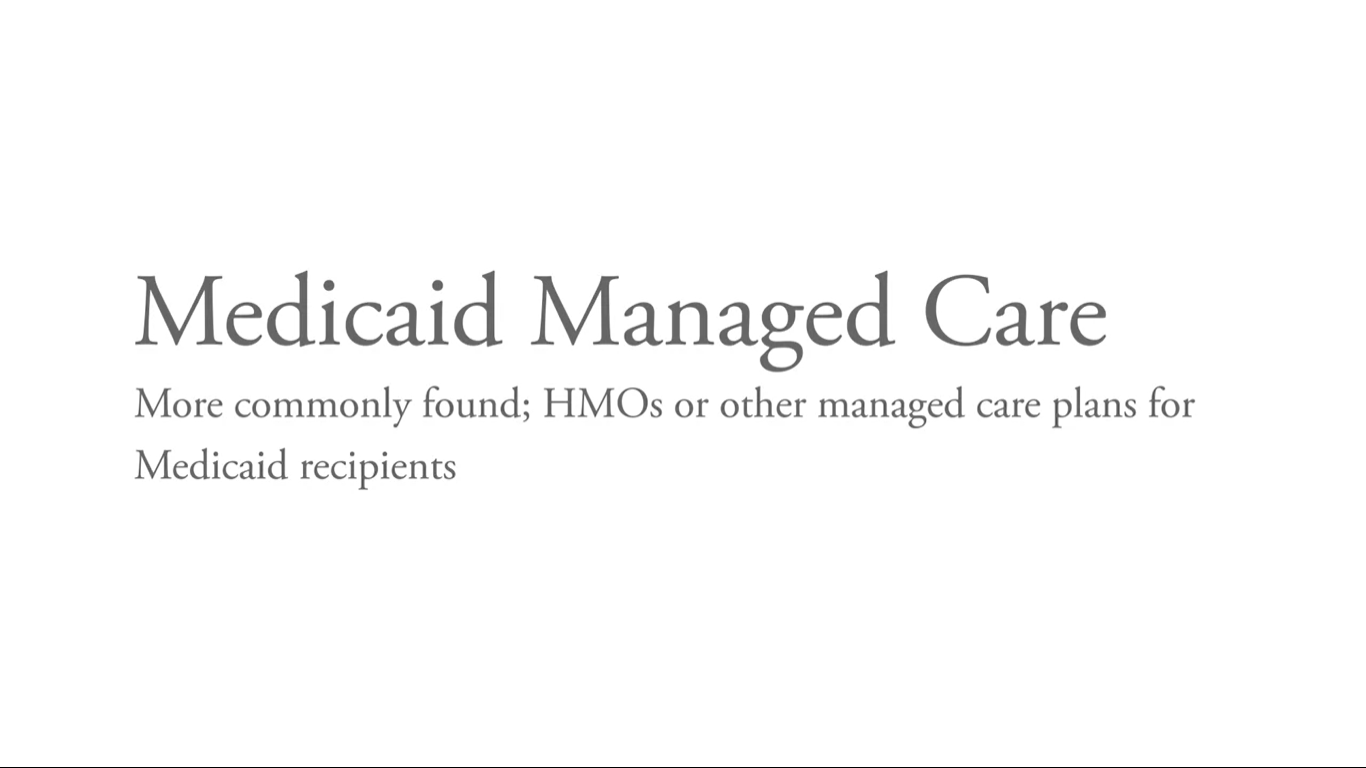 Medicaid Managed Care
More commonly found; HMOs or other managed care plans for
Medicaid recipients